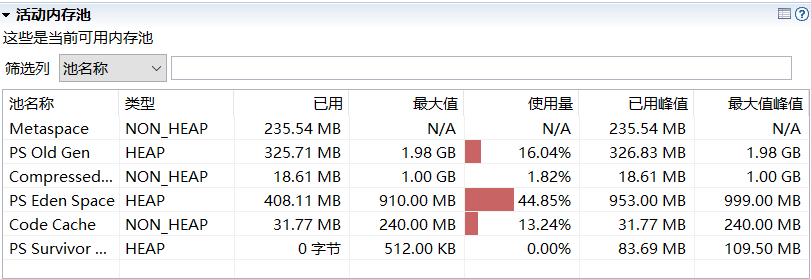 活动内存池
这些是当前可用内存池
筛选列 池名称
池名称 类型 已用 最大值 使用量 已用峰值 最大值峰值
Metaspace NON_HEAP 235.54 MB N/A N/A 235.54 MB N/A
PS Old Gen HEAP 325.71 MB 1.98 GB 16.04% 326.83 MB 1.98 GB
Compressed... NON_HEAP 18.61 MB 1.00 GB 1.82% 18.61 MB 1.00 GB
PS Eden Space HEAP 408.11 MB 910.00 MB 44.85% 953.00 MB 999.00 MB
Code Cache NON_HEAP 31.77 MB 240.00 MB 13.24% 31.77 MB 240.00 MB
PS Survivor ... HEAP 0 字节 512.00 KB 0.00% 83.69 MB 109.50 MB